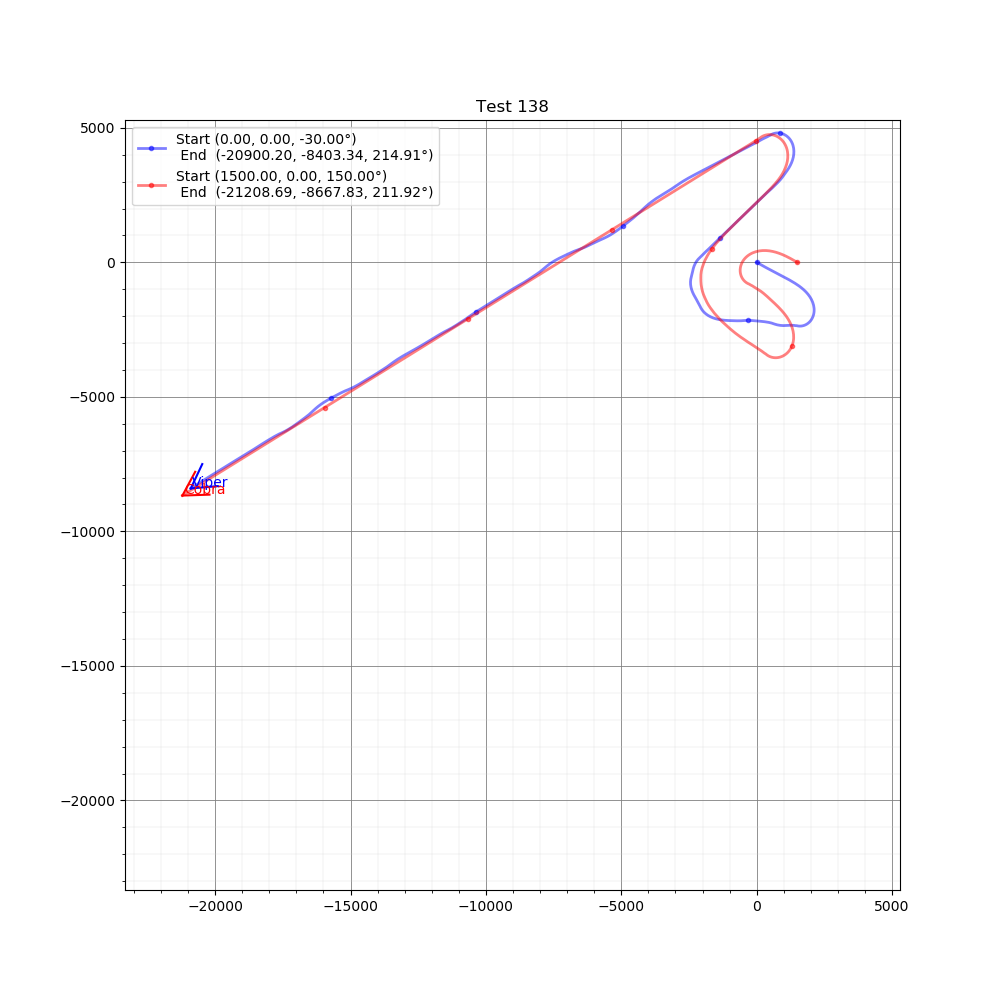 Test 138
Start (0.00, 0.00, -30.00°)
End (-20900.20, -8403.34, 214.91°)
Start (1500.00, 0.00, 150.00°)
End (-21208.69, -8667.83, 211.92°)
5000
0
−5000
−10000
−15000
−20000
Viper
Cobra
−20000 −15000 −10000 −5000 0 5000